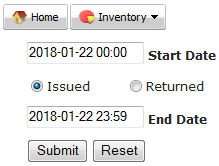 Home Inventory
2018-01-22 00:00 Start Date
Issued Returned
2018-01-22 23:59 End Date
Submit Reset